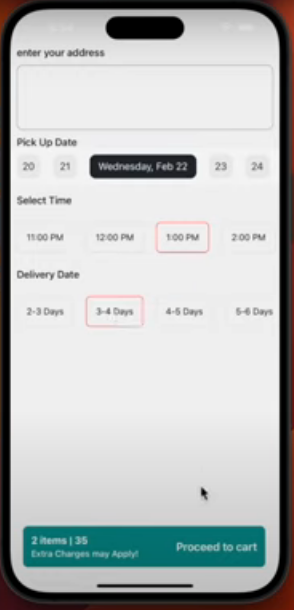 enter your address
Pick Up Date
20 21 Wednesday, Feb 22 23 24
Select Time
11:00 PM 12:00 PM 1:00 PM 2:00 PM
Delivery Date
2-3 Days 3-4 Days 4-5 Days 5-6 Days
2 items | 35
Extra Charges may Apply!
Proceed to cart